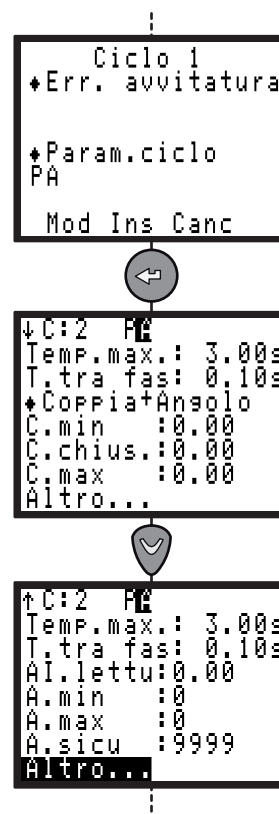 Ciclo 1
♦Err. avvitatura
♦Param.ciclo
PA
Mod Ins Canc
↓C:2 PA
Temp.max.: 3.00s
T.tra fas: 0.10s
♦Coppia+Angolo
C.min :0.00
C.chius.:0.00
C.max :0.00
Altro...
↑C:2 PA
Temp.max.: 3.00s
T.tra fas: 0.10s
AI.lettu:0.00
A.min :0
A.max :0
A.sicu :9999
Altro...